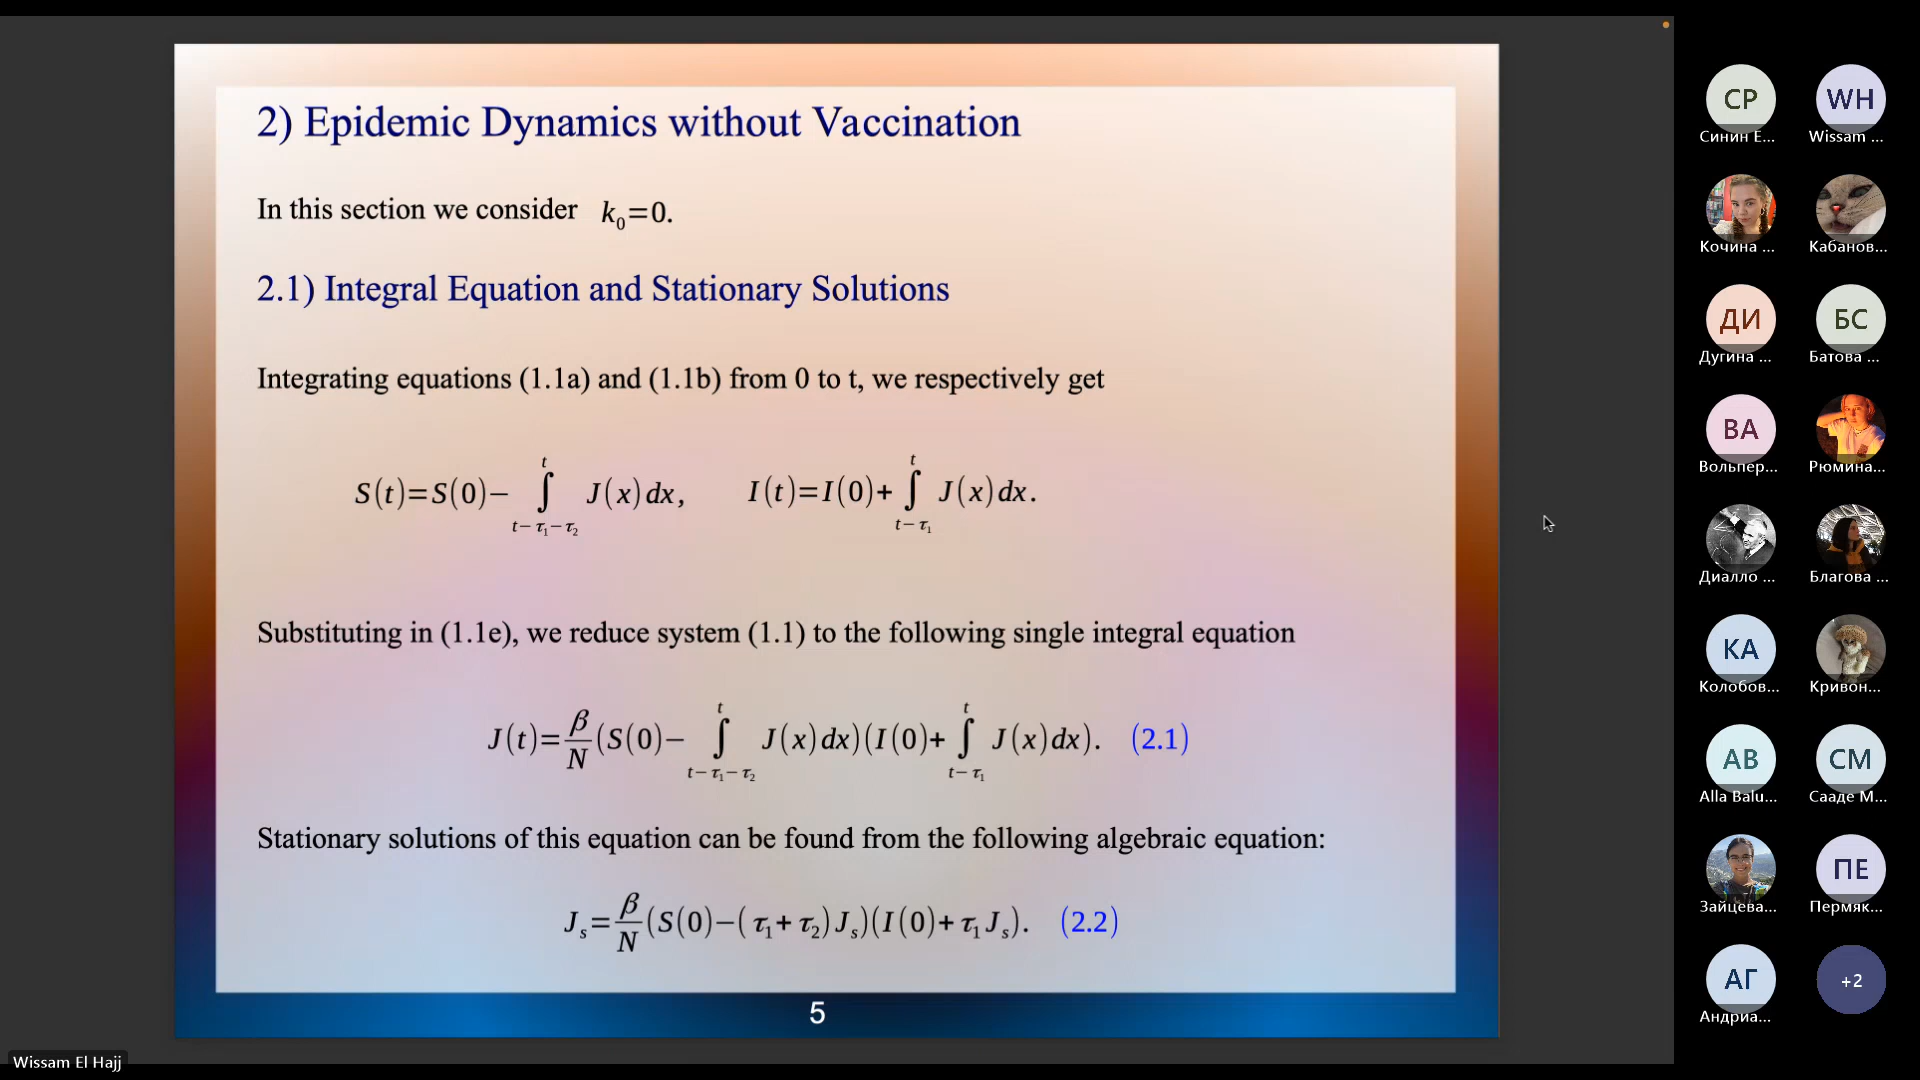 2) Epidemic Dynamics without Vaccination
In this section we consider k₀=0.
2.1) Integral Equation and Stationary Solutions
Integrating equations (1.1a) and (1.1b) from 0 to t, we respectively get
S(t)=S(0)− ∫_{t−τ₁−τ₂}^{t} J(x)dx, I(t)=I(0)+ ∫_{t−τ₁}^{t} J(x)dx.
Substituting in (1.1e), we reduce system (1.1) to the following single integral equation
J(t)=β/N (S(0)− ∫_{t−τ₁−τ₂}^{t} J(x)dx)(I(0)+ ∫_{t−τ₁}^{t} J(x)dx). (2.1)
Stationary solutions of this equation can be found from the following algebraic equation:
Jₛ=β/N (S(0)−(τ₁+τ₂)Jₛ)(I(0)+τ₁Jₛ). (2.2)
5
Wissam El Hajj
СР WH
Синин Е... Wissam ...
Кочина ... Кабанов...
ДИ БС
Дугина ... Батова ...
ВА
Вольпер... Рюмина...
Диалло ... Благова ...
КА
Колобов... Кривон...
АВ СМ
Alla Balu... Сааде М...
ПЕ
Зайцева... Пермяк...
АГ +2
Андриа...